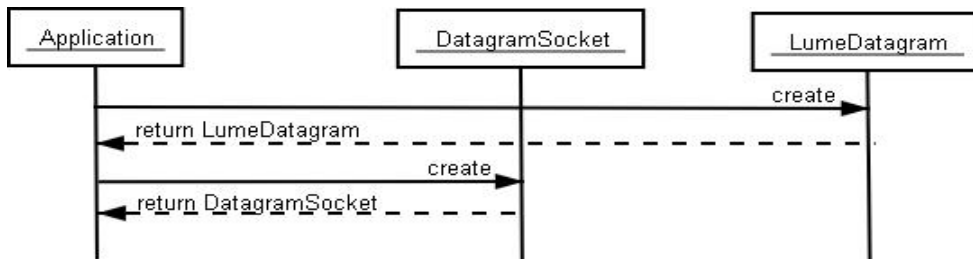 Application
DatagramSocket
LumeDatagram
create
return LumeDatagram
create
return DatagramSocket